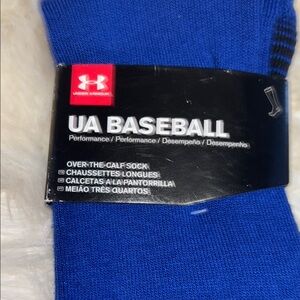 UNDER ARMOUR
UA BASEBALL
Performance / Performance / Desempeño / Desempenho
OVER-THE-CALF SOCK
CHAUSSETTES LONGUES
CALCETAS A LA PANTORRILLA
MEIÃO TRÊS QUARTOS